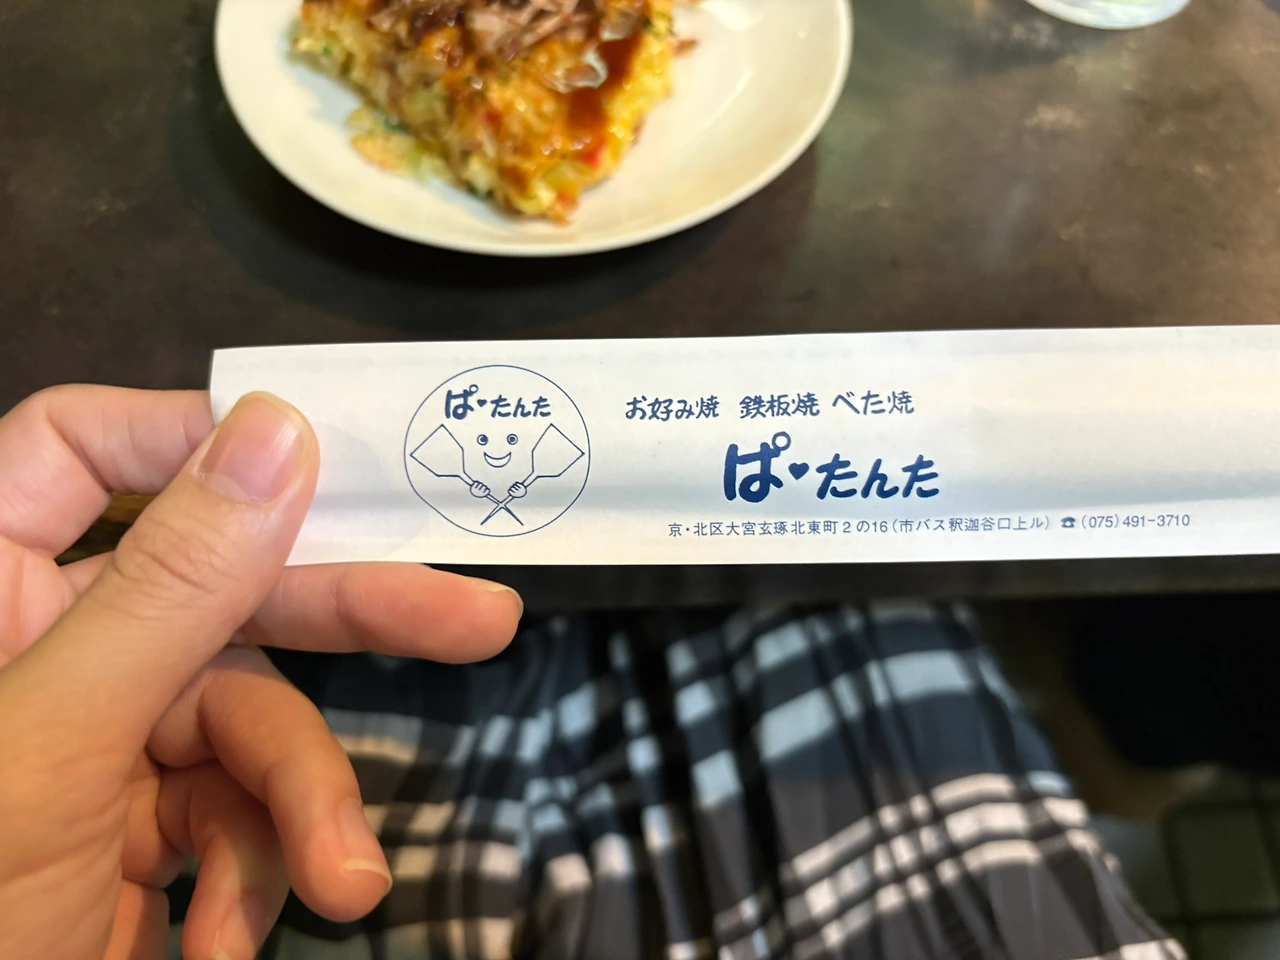 ぱ♥たんた
お好み焼 鉄板焼 べた焼
ぱ♥たんた
京・北区大宮玄琢北東町2の16(市バス釈迦谷口上ル) ☎(075)491-3710